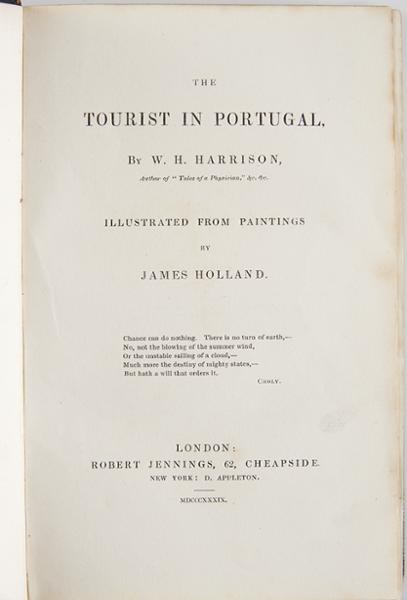 THE
TOURIST IN PORTUGAL,
BY W. H. HARRISON,
Author of "Tales of a Physician," &c. &c.
ILLUSTRATED FROM PAINTINGS
BY
JAMES HOLLAND.
Chance can do nothing. There is no turn of earth,—
No, not the blowing of the summer wind,
Or the unstable sailing of a cloud,—
Much more the destiny of mighty states,—
But hath a will that orders it.
CROLY.
LONDON:
ROBERT JENNINGS, 62, CHEAPSIDE.
NEW YORK: D. APPLETON.
MDCCCXXXIX.